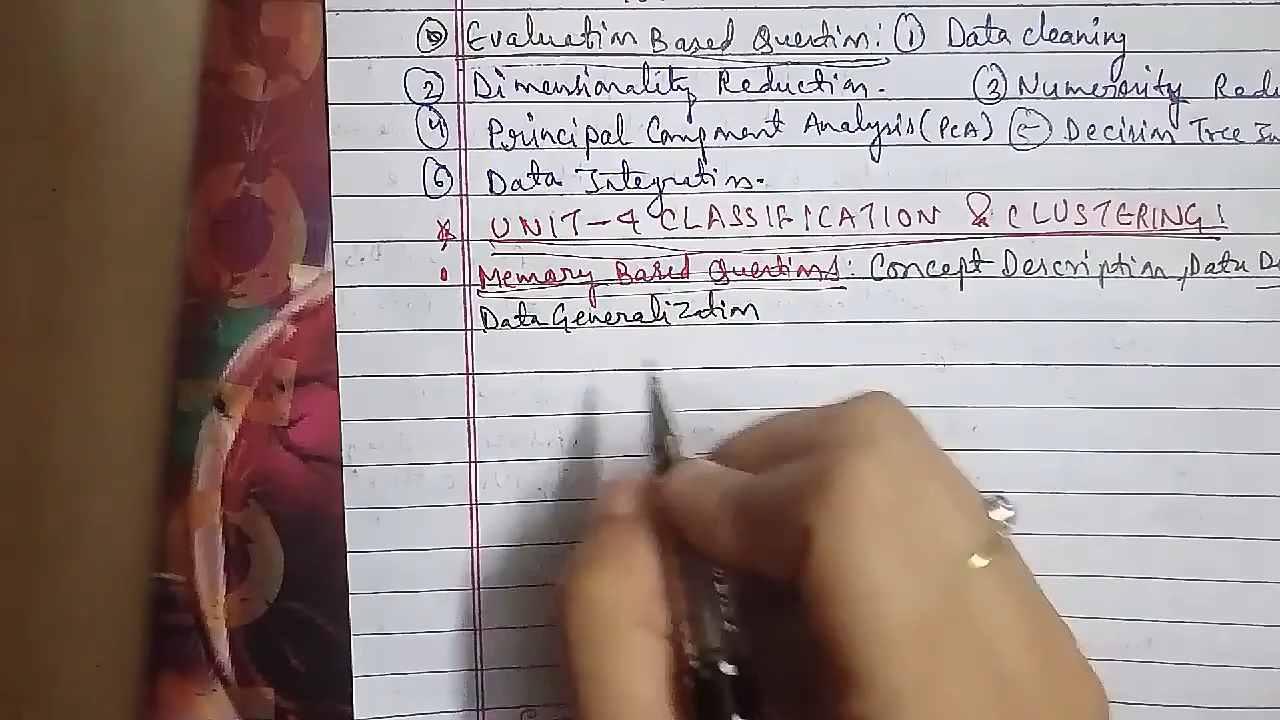 Evaluation Based Question: ① Data cleaning
② Dimensionality Reduction. ③ Numerosity
④ Principal Component Analysis (PCA) ⑤ Decision Tree
⑥ Data Integration.
* UNIT-4 CLASSIFICATION & CLUSTERING!
• Memory Based Questions: Concept Description, Data
Data Generalization